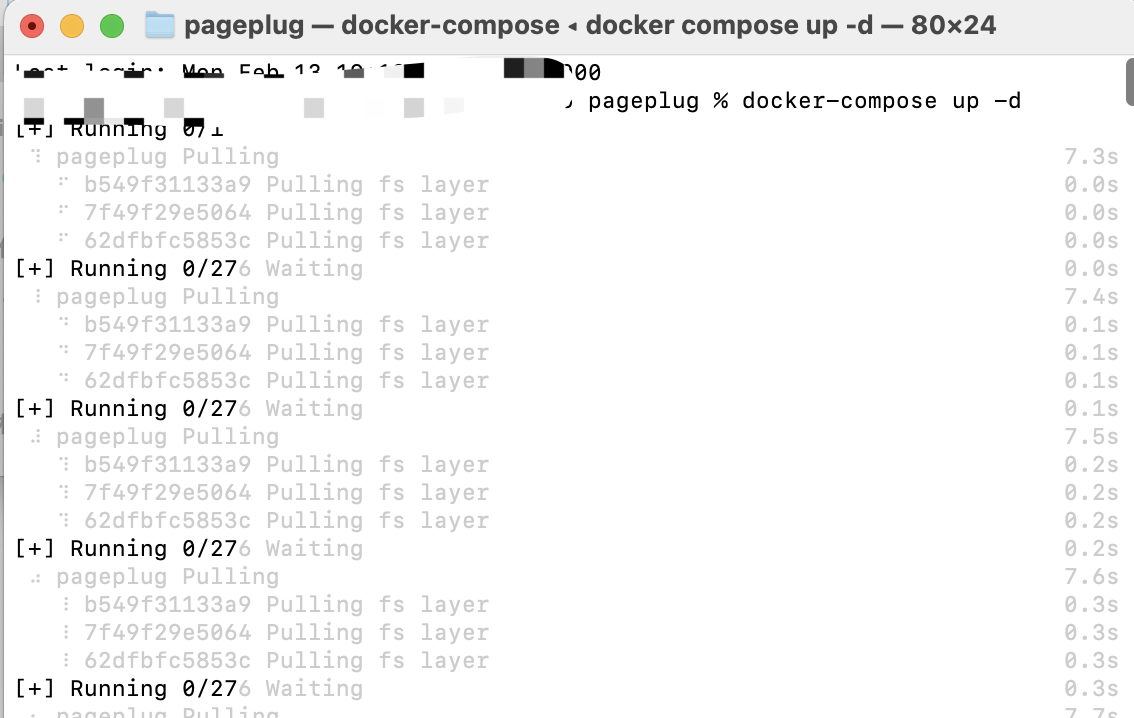 pageplug — docker-compose ◂ docker compose up -d — 80×24
Last login: Mon Feb 13
pageplug % docker-compose up -d
[+] Running 0/1
⠹ pageplug Pulling 7.3s
⠋ b549f31133a9 Pulling fs layer 0.0s
⠋ 7f49f29e5064 Pulling fs layer 0.0s
⠋ 62dfbfc5853c Pulling fs layer 0.0s
[+] Running 0/276 Waiting 0.0s
⠸ pageplug Pulling 7.4s
⠙ b549f31133a9 Pulling fs layer 0.1s
⠙ 7f49f29e5064 Pulling fs layer 0.1s
⠙ 62dfbfc5853c Pulling fs layer 0.1s
[+] Running 0/276 Waiting 0.1s
⠼ pageplug Pulling 7.5s
⠹ b549f31133a9 Pulling fs layer 0.2s
⠹ 7f49f29e5064 Pulling fs layer 0.2s
⠹ 62dfbfc5853c Pulling fs layer 0.2s
[+] Running 0/276 Waiting 0.2s
⠴ pageplug Pulling 7.6s
⠸ b549f31133a9 Pulling fs layer 0.3s
⠸ 7f49f29e5064 Pulling fs layer 0.3s
⠸ 62dfbfc5853c Pulling fs layer 0.3s
[+] Running 0/276 Waiting 0.3s
pageplug Pulling 7.7s